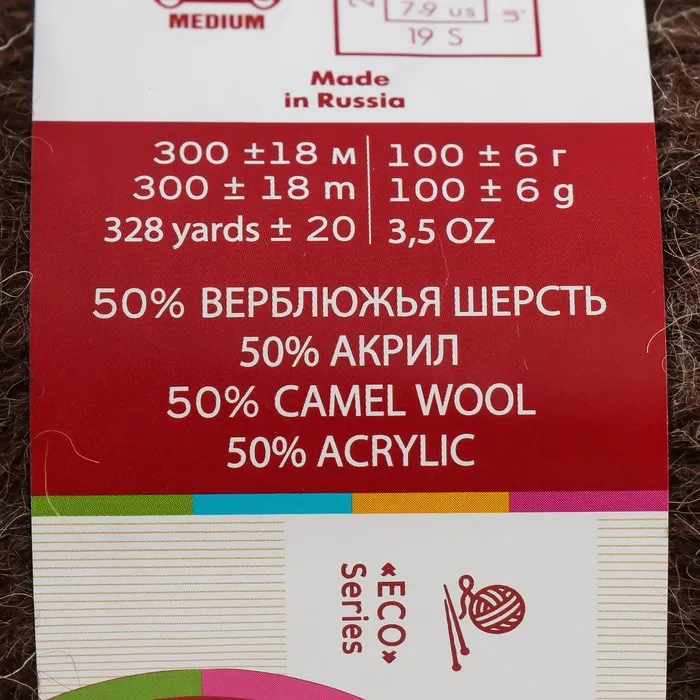 MEDIUM
7-9 us
19 S
Made
in Russia
300 ±18 м
100 ± 6 г
300 ± 18 m
100 ± 6 g
328 yards ± 20
3,5 OZ
50% ВЕРБЛЮЖЬЯ ШЕРСТЬ
50% АКРИЛ
50% CAMEL WOOL
50% ACRYLIC
«ECO»
Series